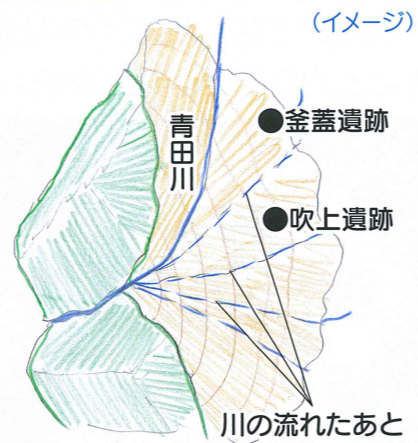 (イメージ)
青田川
釜蓋遺跡
吹上遺跡
川の流れたあと